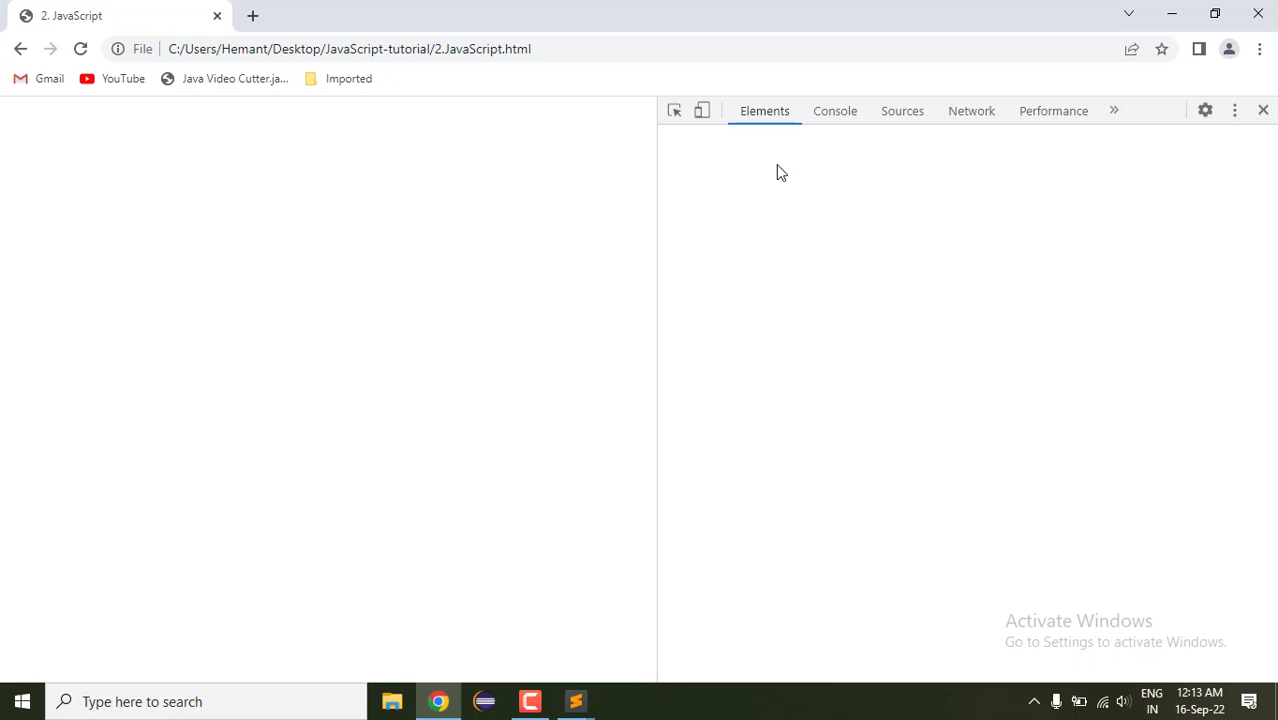 2. JavaScript
File
C:/Users/Hemant/Desktop/JavaScript-tutorial/2.JavaScript.html
Gmail
YouTube
Java Video Cutter.ja...
Imported
Elements
Console
Sources
Network
Performance
Activate Windows
Go to Settings to activate Windows.
Type here to search
ENG
IN
12:13 AM
16-Sep-22